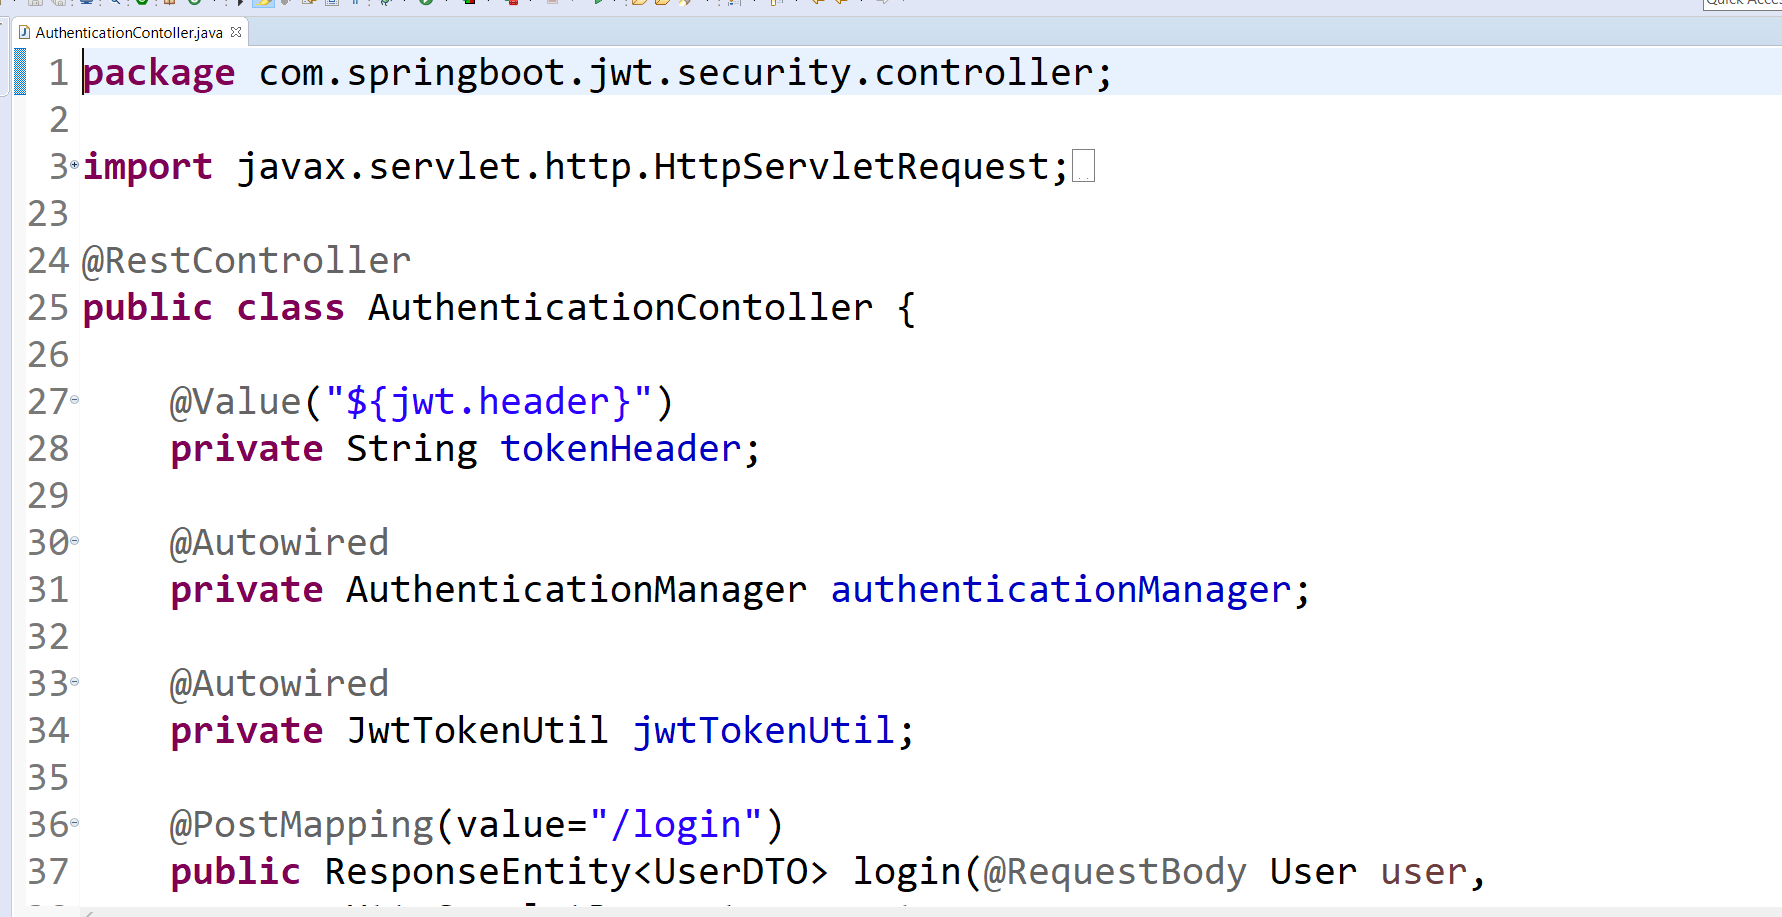 Quick Acces
AuthenticationContoller.java
1 package com.springboot.jwt.security.controller;
2
3 import javax.servlet.http.HttpServletRequest;
23
24 @RestController
25 public class AuthenticationContoller {
26
27 @Value("${jwt.header}")
28 private String tokenHeader;
29
30 @Autowired
31 private AuthenticationManager authenticationManager;
32
33 @Autowired
34 private JwtTokenUtil jwtTokenUtil;
35
36 @PostMapping(value="/login")
37 public ResponseEntity<UserDTO> login(@RequestBody User user,